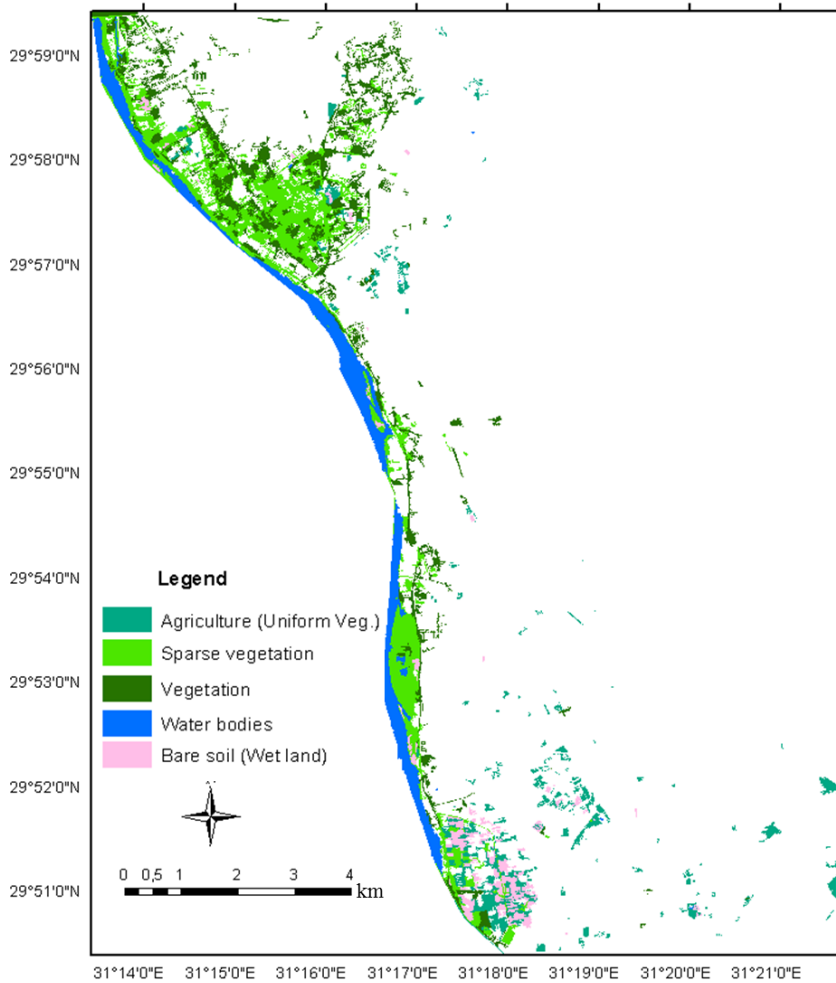 29°59'0"N
29°58'0"N
29°57'0"N
29°56'0"N
29°55'0"N
29°54'0"N
29°53'0"N
29°52'0"N
29°51'0"N
Legend
Agriculture (Uniform Veg.)
Sparse vegetation
Vegetation
Water bodies
Bare soil (Wet land)
0 0,5 1 2 3 4 km
31°14'0"E 31°15'0"E 31°16'0"E 31°17'0"E 31°18'0"E 31°19'0"E 31°20'0"E 31°21'0"E